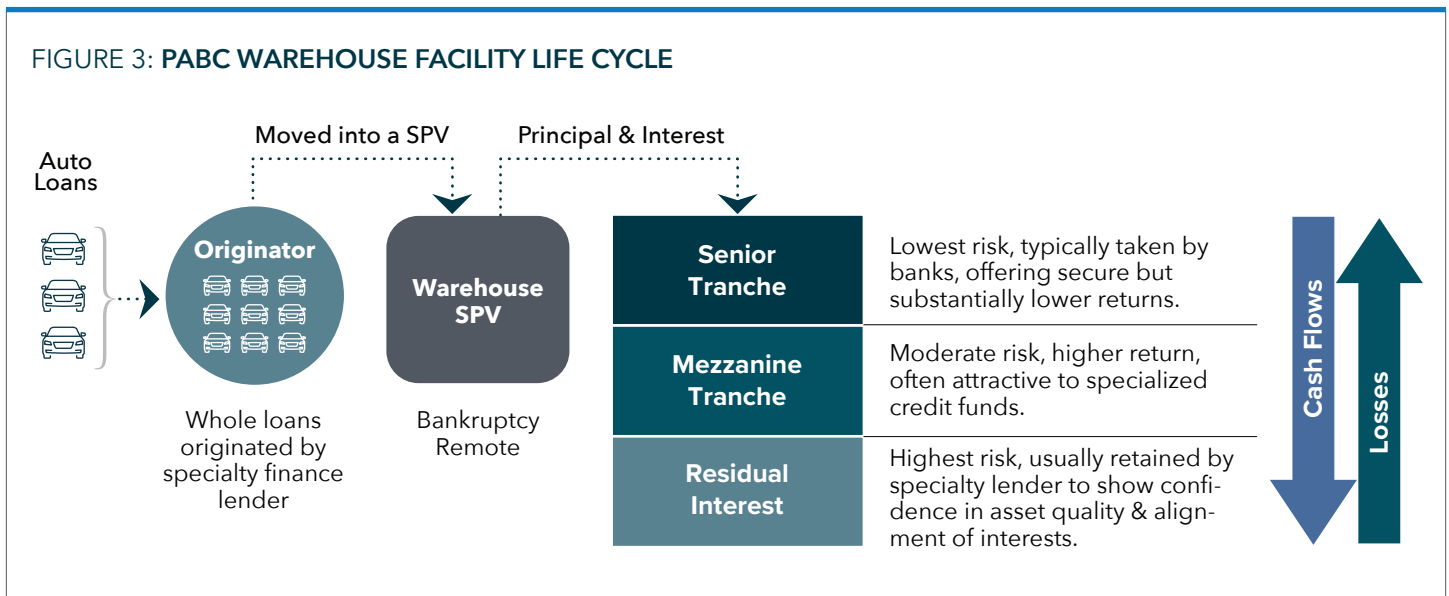 FIGURE 3: PABC WAREHOUSE FACILITY LIFE CYCLE
Moved into a SPV
Principal & Interest
Auto
Loans
Originator
Whole loans
originated by
specialty finance
lender
Warehouse
SPV
Bankruptcy
Remote
Senior
Tranche
Lowest risk, typically taken by
banks, offering secure but
substantially lower returns.
Mezzanine
Tranche
Moderate risk, higher return,
often attractive to specialized
credit funds.
Residual
Interest
Highest risk, usually retained by
specialty lender to show confi-
dence in asset quality & align-
ment of interests.
Cash Flows
Losses